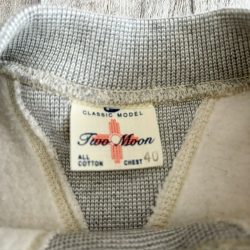 CLASSIC MODEL
Two Moon
ALL
COTTON
CHEST 40